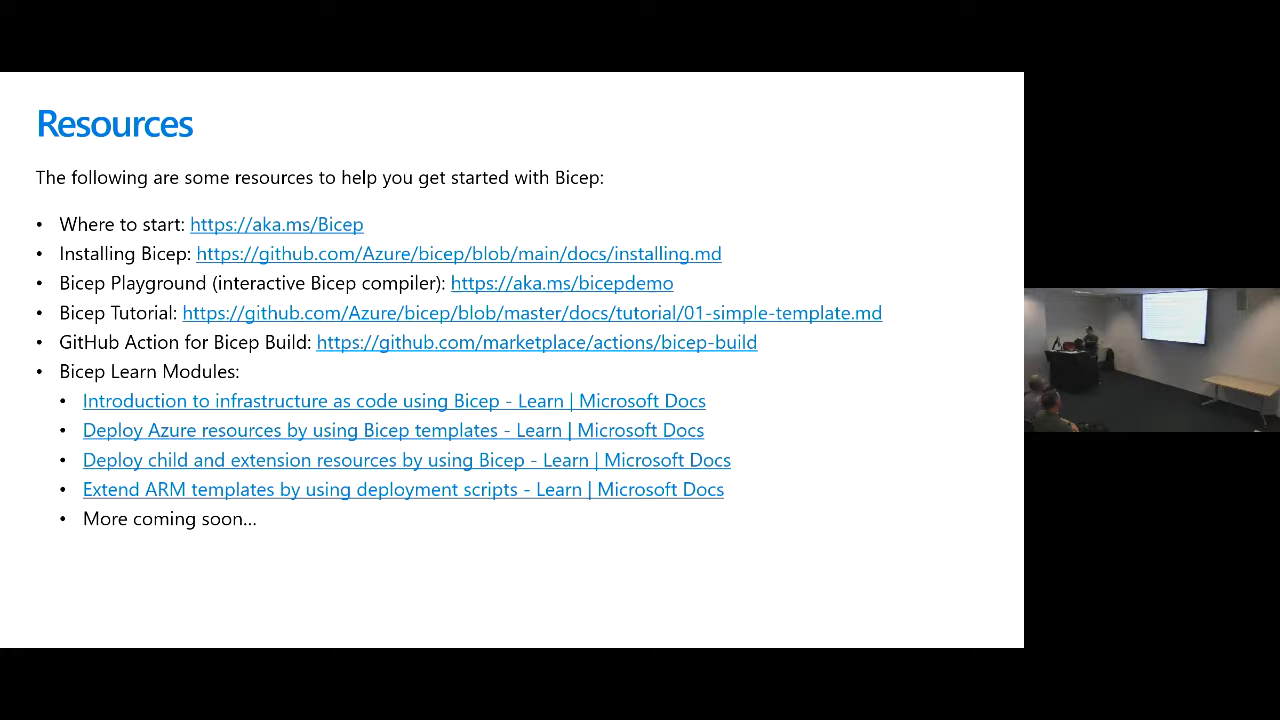 Resources
The following are some resources to help you get started with Bicep:
• Where to start: https://aka.ms/Bicep
• Installing Bicep: https://github.com/Azure/bicep/blob/main/docs/installing.md
• Bicep Playground (interactive Bicep compiler): https://aka.ms/bicepdemo
• Bicep Tutorial: https://github.com/Azure/bicep/blob/master/docs/tutorial/01-simple-template.md
• GitHub Action for Bicep Build: https://github.com/marketplace/actions/bicep-build
• Bicep Learn Modules:
• Introduction to infrastructure as code using Bicep - Learn | Microsoft Docs
• Deploy Azure resources by using Bicep templates - Learn | Microsoft Docs
• Deploy child and extension resources by using Bicep - Learn | Microsoft Docs
• Extend ARM templates by using deployment scripts - Learn | Microsoft Docs
• More coming soon...